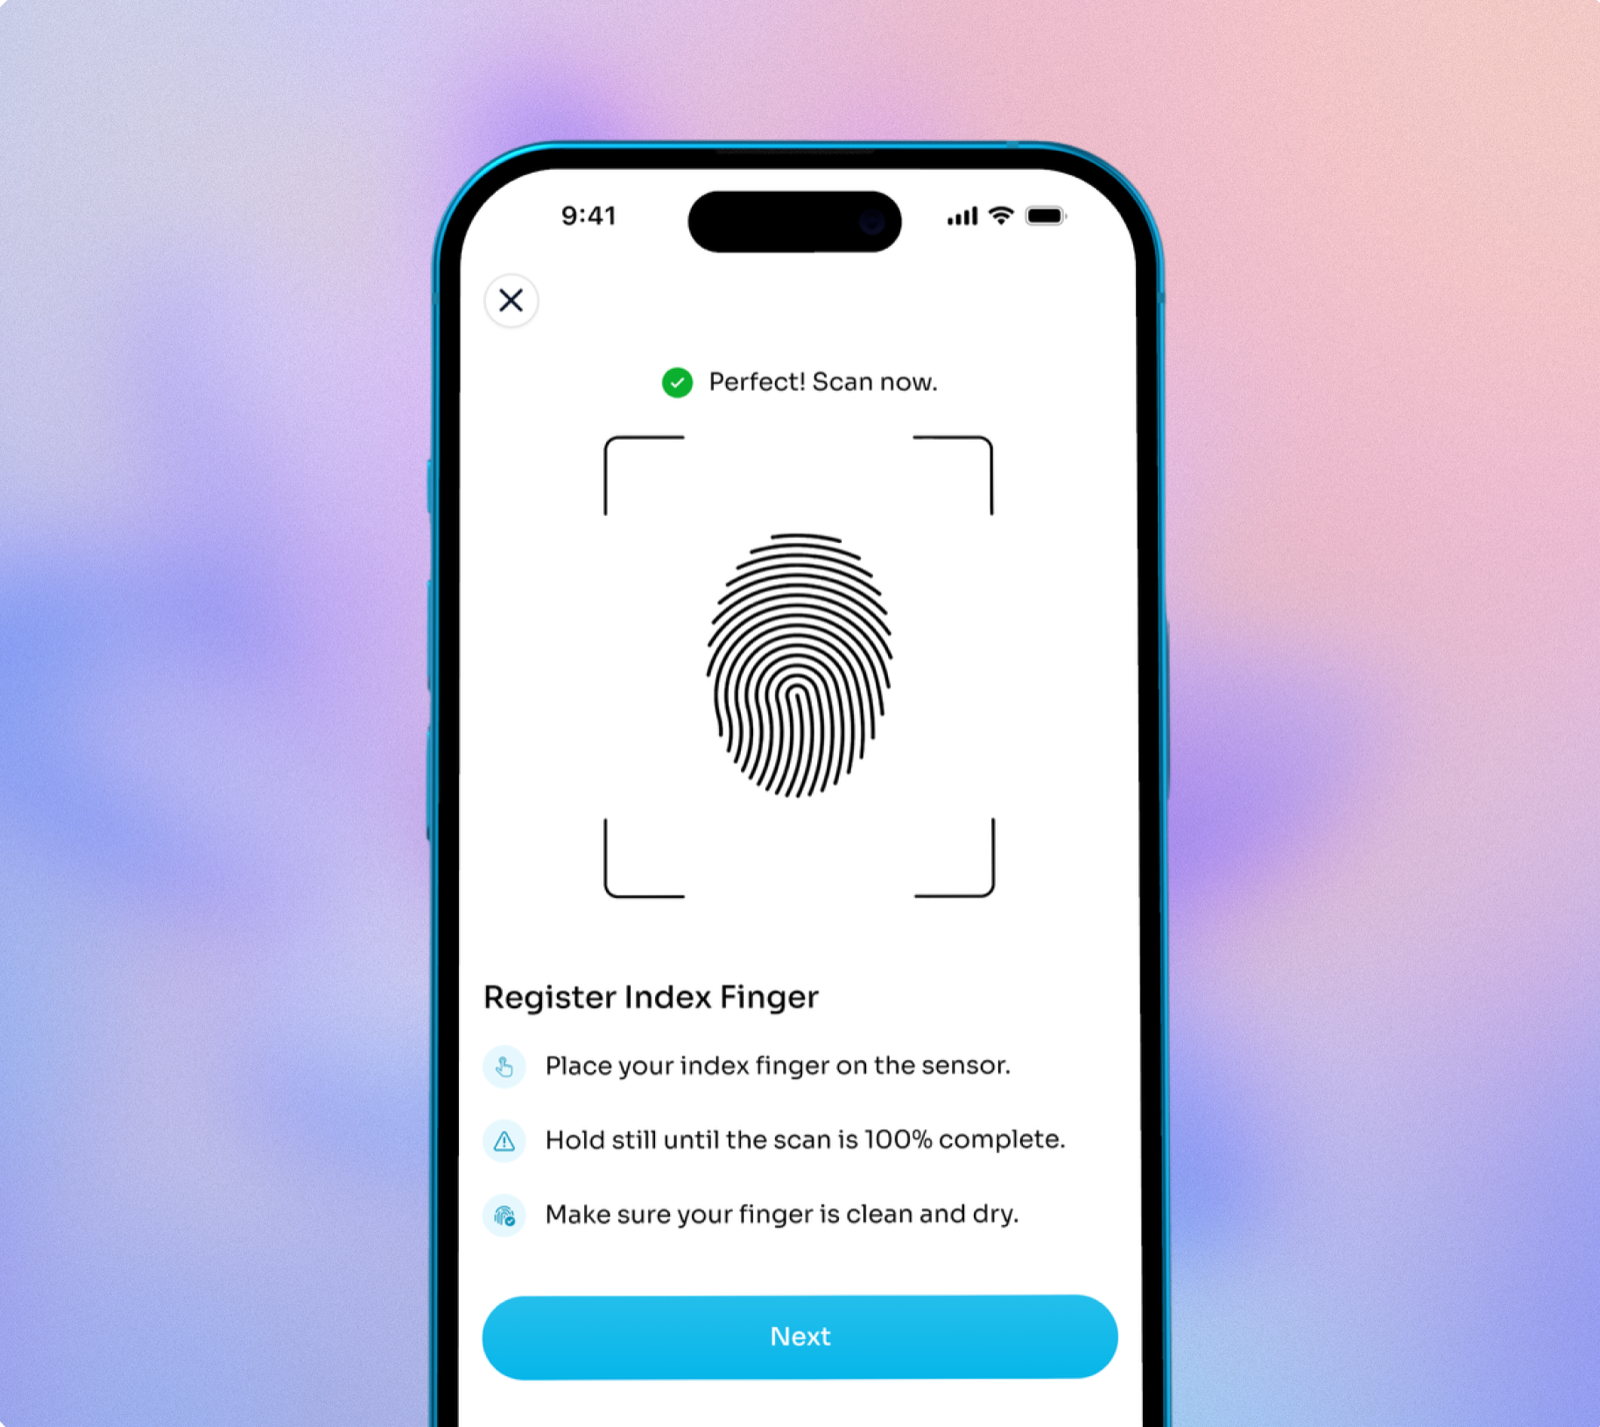 9:41
Perfect! Scan now.
Register Index Finger
Place your index finger on the sensor.
Hold still until the scan is 100% complete.
Make sure your finger is clean and dry.
Next